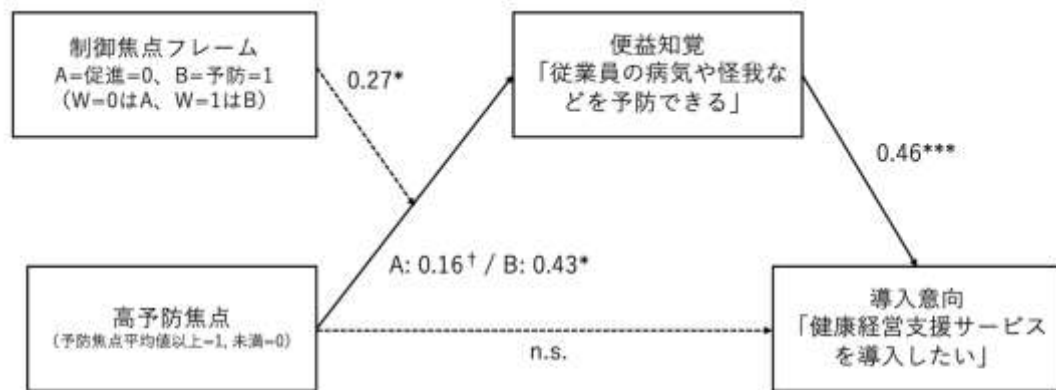 制御焦点フレーム
A=促進=0、B=予防=1
（W=0はA、W=1はB）
0.27*
便益知覚
「従業員の病気や怪我な
どを予防できる」
0.46***
A: 0.16† / B: 0.43*
高予防焦点
（予防焦点平均値以上=1, 未満=0）
n.s.
導入意向
「健康経営支援サービス
を導入したい」